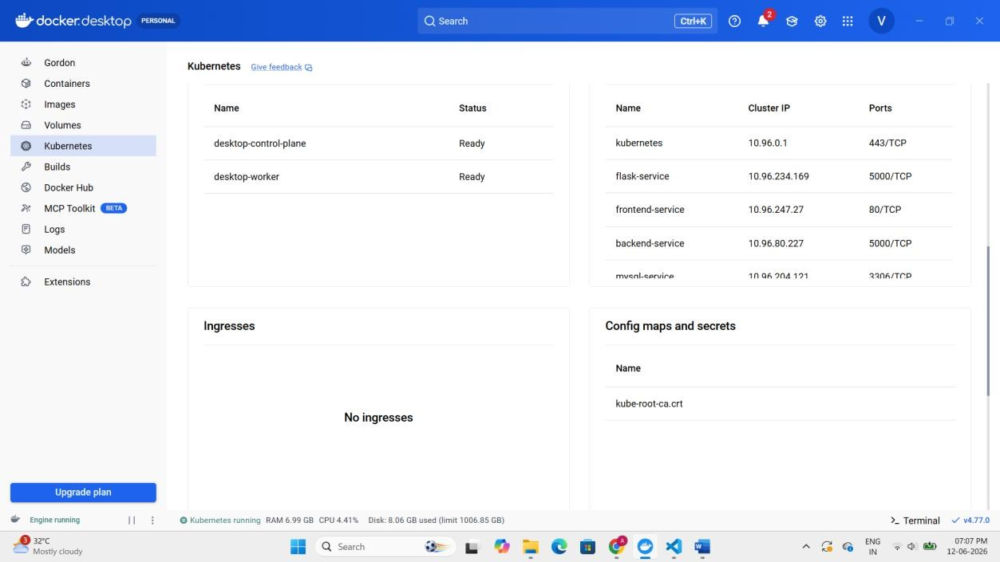 docker.desktop PERSONAL
Search Ctrl+K
2
V
Gordon
Containers
Images
Volumes
Kubernetes
Builds
Docker Hub
MCP Toolkit BETA
Logs
Models
Extensions
Upgrade plan
Kubernetes Give feedback
Name Status
desktop-control-plane Ready
desktop-worker Ready
Name Cluster IP Ports
kubernetes 10.96.0.1 443/TCP
flask-service 10.96.234.169 5000/TCP
frontend-service 10.96.247.27 80/TCP
backend-service 10.96.80.227 5000/TCP
mysql-service 10.96.204.121 3306/TCP
Ingresses
No ingresses
Config maps and secrets
Name
kube-root-ca.crt
Engine running
Kubernetes running RAM 6.99 GB CPU 4.41% Disk: 8.06 GB used (limit 1006.85 GB)
>_ Terminal v4.77.0
3
32°C
Mostly cloudy
Search
A
W
ENG
IN
07:07 PM
12-06-2026